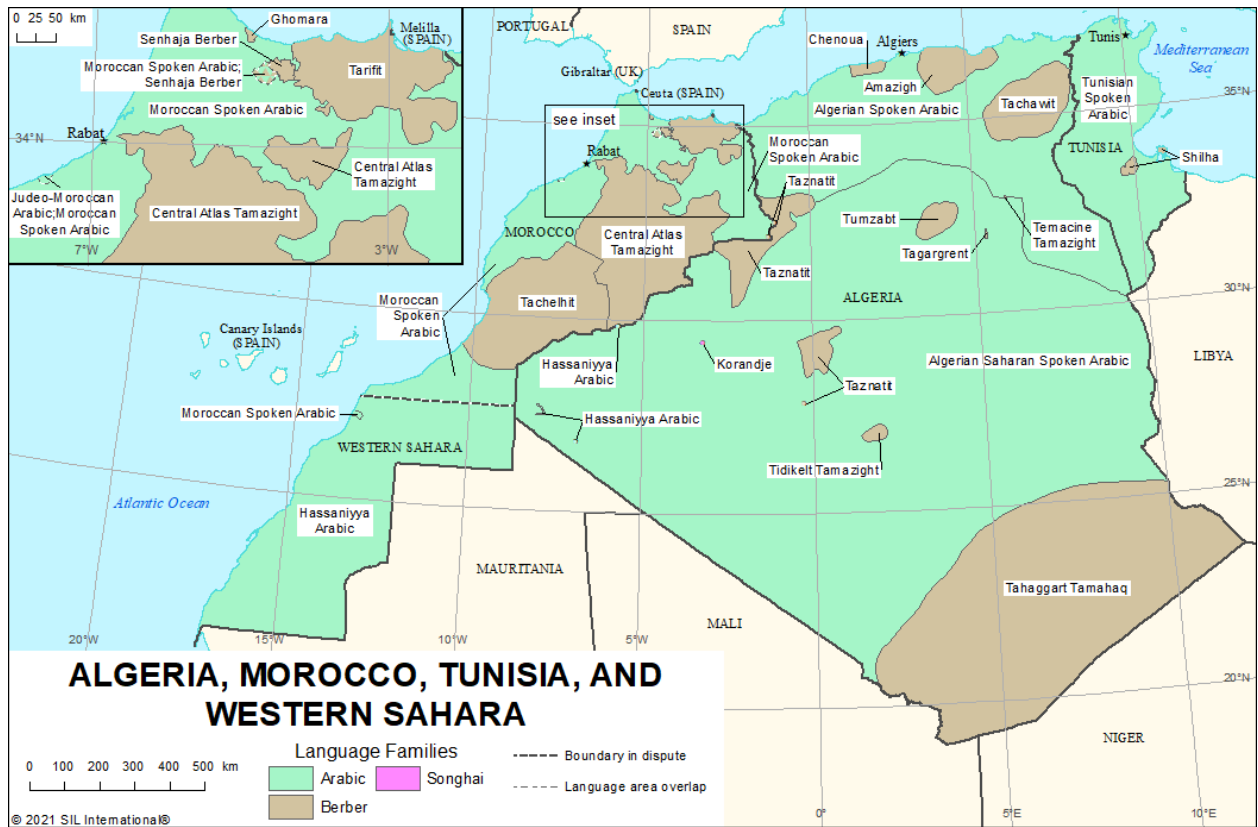 0 25 50 km
Ghomara
Senhaja Berber
Melilla
(SPAIN)
Moroccan Spoken Arabic;
Senhaja Berber
Tarifit
Moroccan Spoken Arabic
34°N
Rabat
Central Atlas
Tamazight
Judeo-Moroccan
Arabic;Moroccan
Spoken Arabic
Central Atlas Tamazight
7°W
3°W
PORTUGAL
SPAIN
Gibraltar (UK)
Ceuta (SPAIN)
see inset
Rabat
Chenoua
Algiers
Amazigh
Algerian Spoken Arabic
Tachawit
Tunis
Mediterranean
Sea
Tunisian
Spoken
Arabic
35°N
TUNISIA
Shilha
Moroccan
Spoken Arabic
Taznatit
Tumzabt
Tagargrent
Temacine
Tamazight
MOROCCO
Central Atlas
Tamazight
Taznatit
ALGERIA
30°N
Tachelhit
Moroccan
Spoken
Arabic
Canary Islands
(SPAIN)
Hassaniyya
Arabic
Korandje
Taznatit
Algerian Saharan Spoken Arabic
LIBYA
Moroccan Spoken Arabic
Hassaniyya Arabic
WESTERN SAHARA
Tidikelt Tamazight
25°N
Atlantic Ocean
Hassaniyya
Arabic
MAURITANIA
Tahaggart Tamahaq
MALI
20°W
15°W
10°W
5°W
20°N
NIGER
0°
5°E
10°E
ALGERIA, MOROCCO, TUNISIA, AND
WESTERN SAHARA
0 100 200 300 400 500 km
Language Families
Arabic
Songhai
Berber
Boundary in dispute
Language area overlap
© 2021 SIL International®